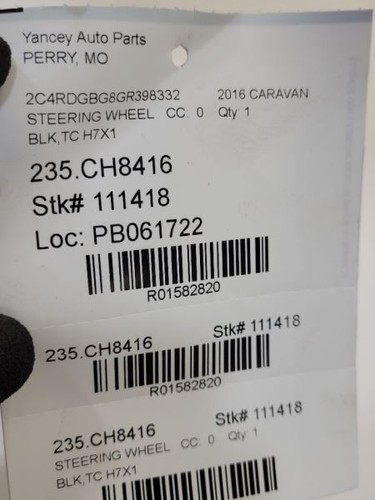 Yancey Auto Parts
PERRY, MO
2C4RDGBG8GR398332 2016 CARAVAN
STEERING WHEEL CC: 0 Qty: 1
BLK,TC H7X1
235.CH8416
Stk# 111418
Loc: PB061722
R01582820
235.CH8416 Stk# 111418
R01582820
235.CH8416 Stk# 111418
STEERING WHEEL CC: 0 Qty: 1
BLK,TC H7X1